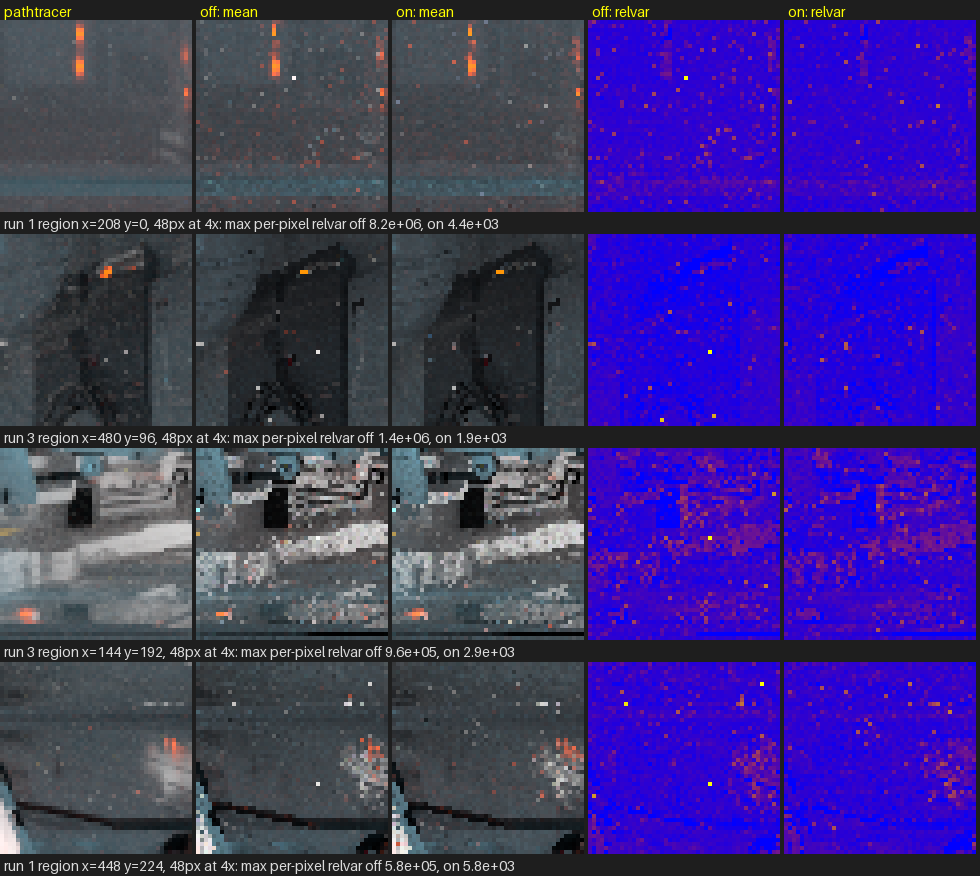 pathtracer off: mean on: mean off: relvar on: relvar
run 1 region x=208 y=0, 48px at 4x: max per-pixel relvar off 8.2e+06, on 4.4e+03
run 3 region x=480 y=96, 48px at 4x: max per-pixel relvar off 1.4e+06, on 1.9e+03
run 3 region x=144 y=192, 48px at 4x: max per-pixel relvar off 9.6e+05, on 2.9e+03
run 1 region x=448 y=224, 48px at 4x: max per-pixel relvar off 5.8e+05, on 5.8e+03